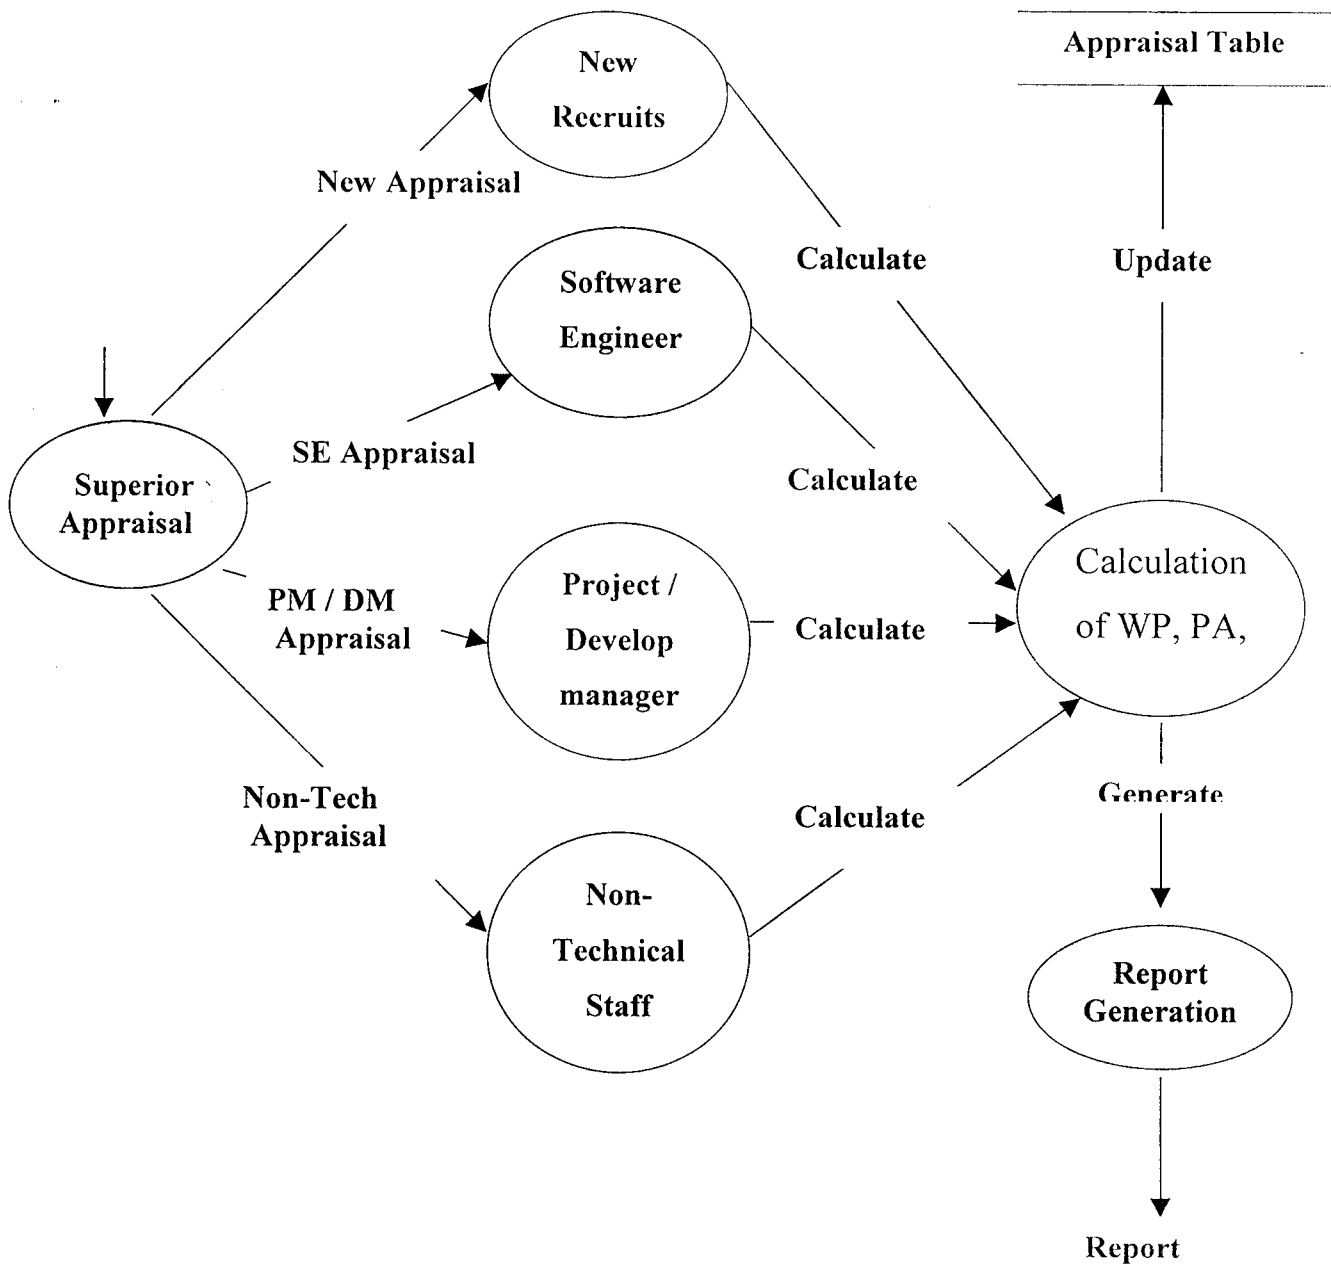 New
Recruits
Appraisal Table
New Appraisal
Calculate
Update
Software
Engineer
SE Appraisal
Calculate
Superior
Appraisal
Calculation
of WP, PA,
PM / DM
Appraisal
Project /
Develop
manager
Calculate
Non-Tech
Appraisal
Calculate
Generate
Non-
Technical
Staff
Report
Generation
Report